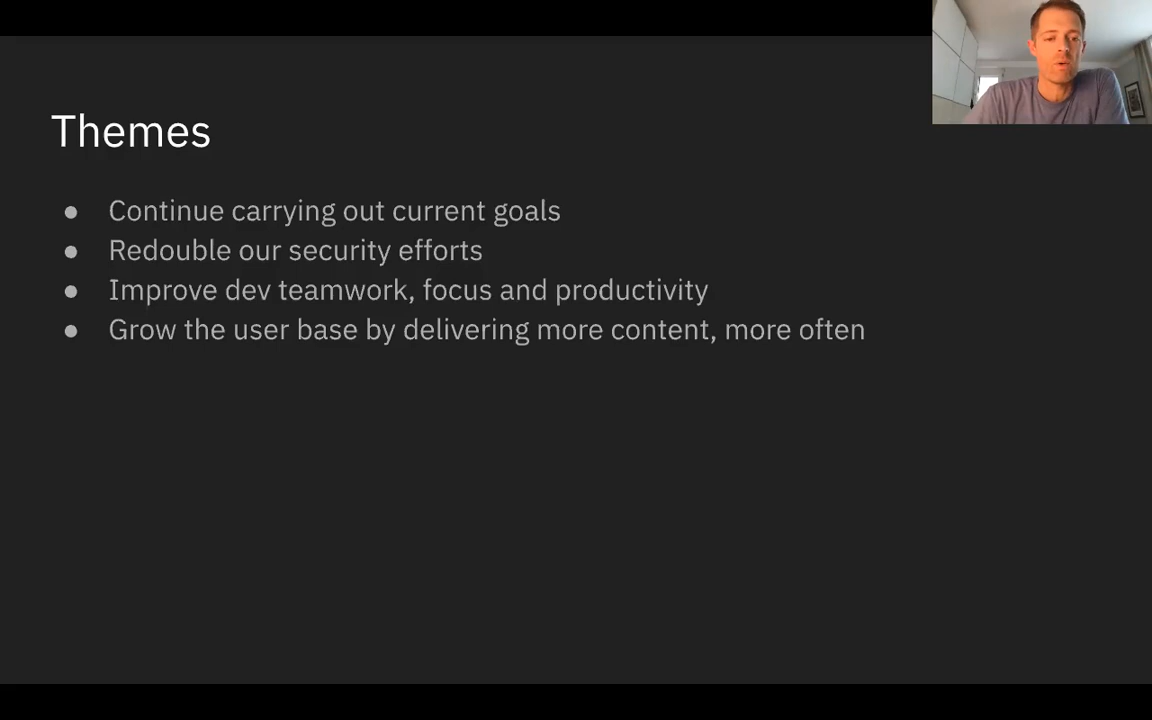 Themes
● Continue carrying out current goals
● Redouble our security efforts
● Improve dev teamwork, focus and productivity
● Grow the user base by delivering more content, more often